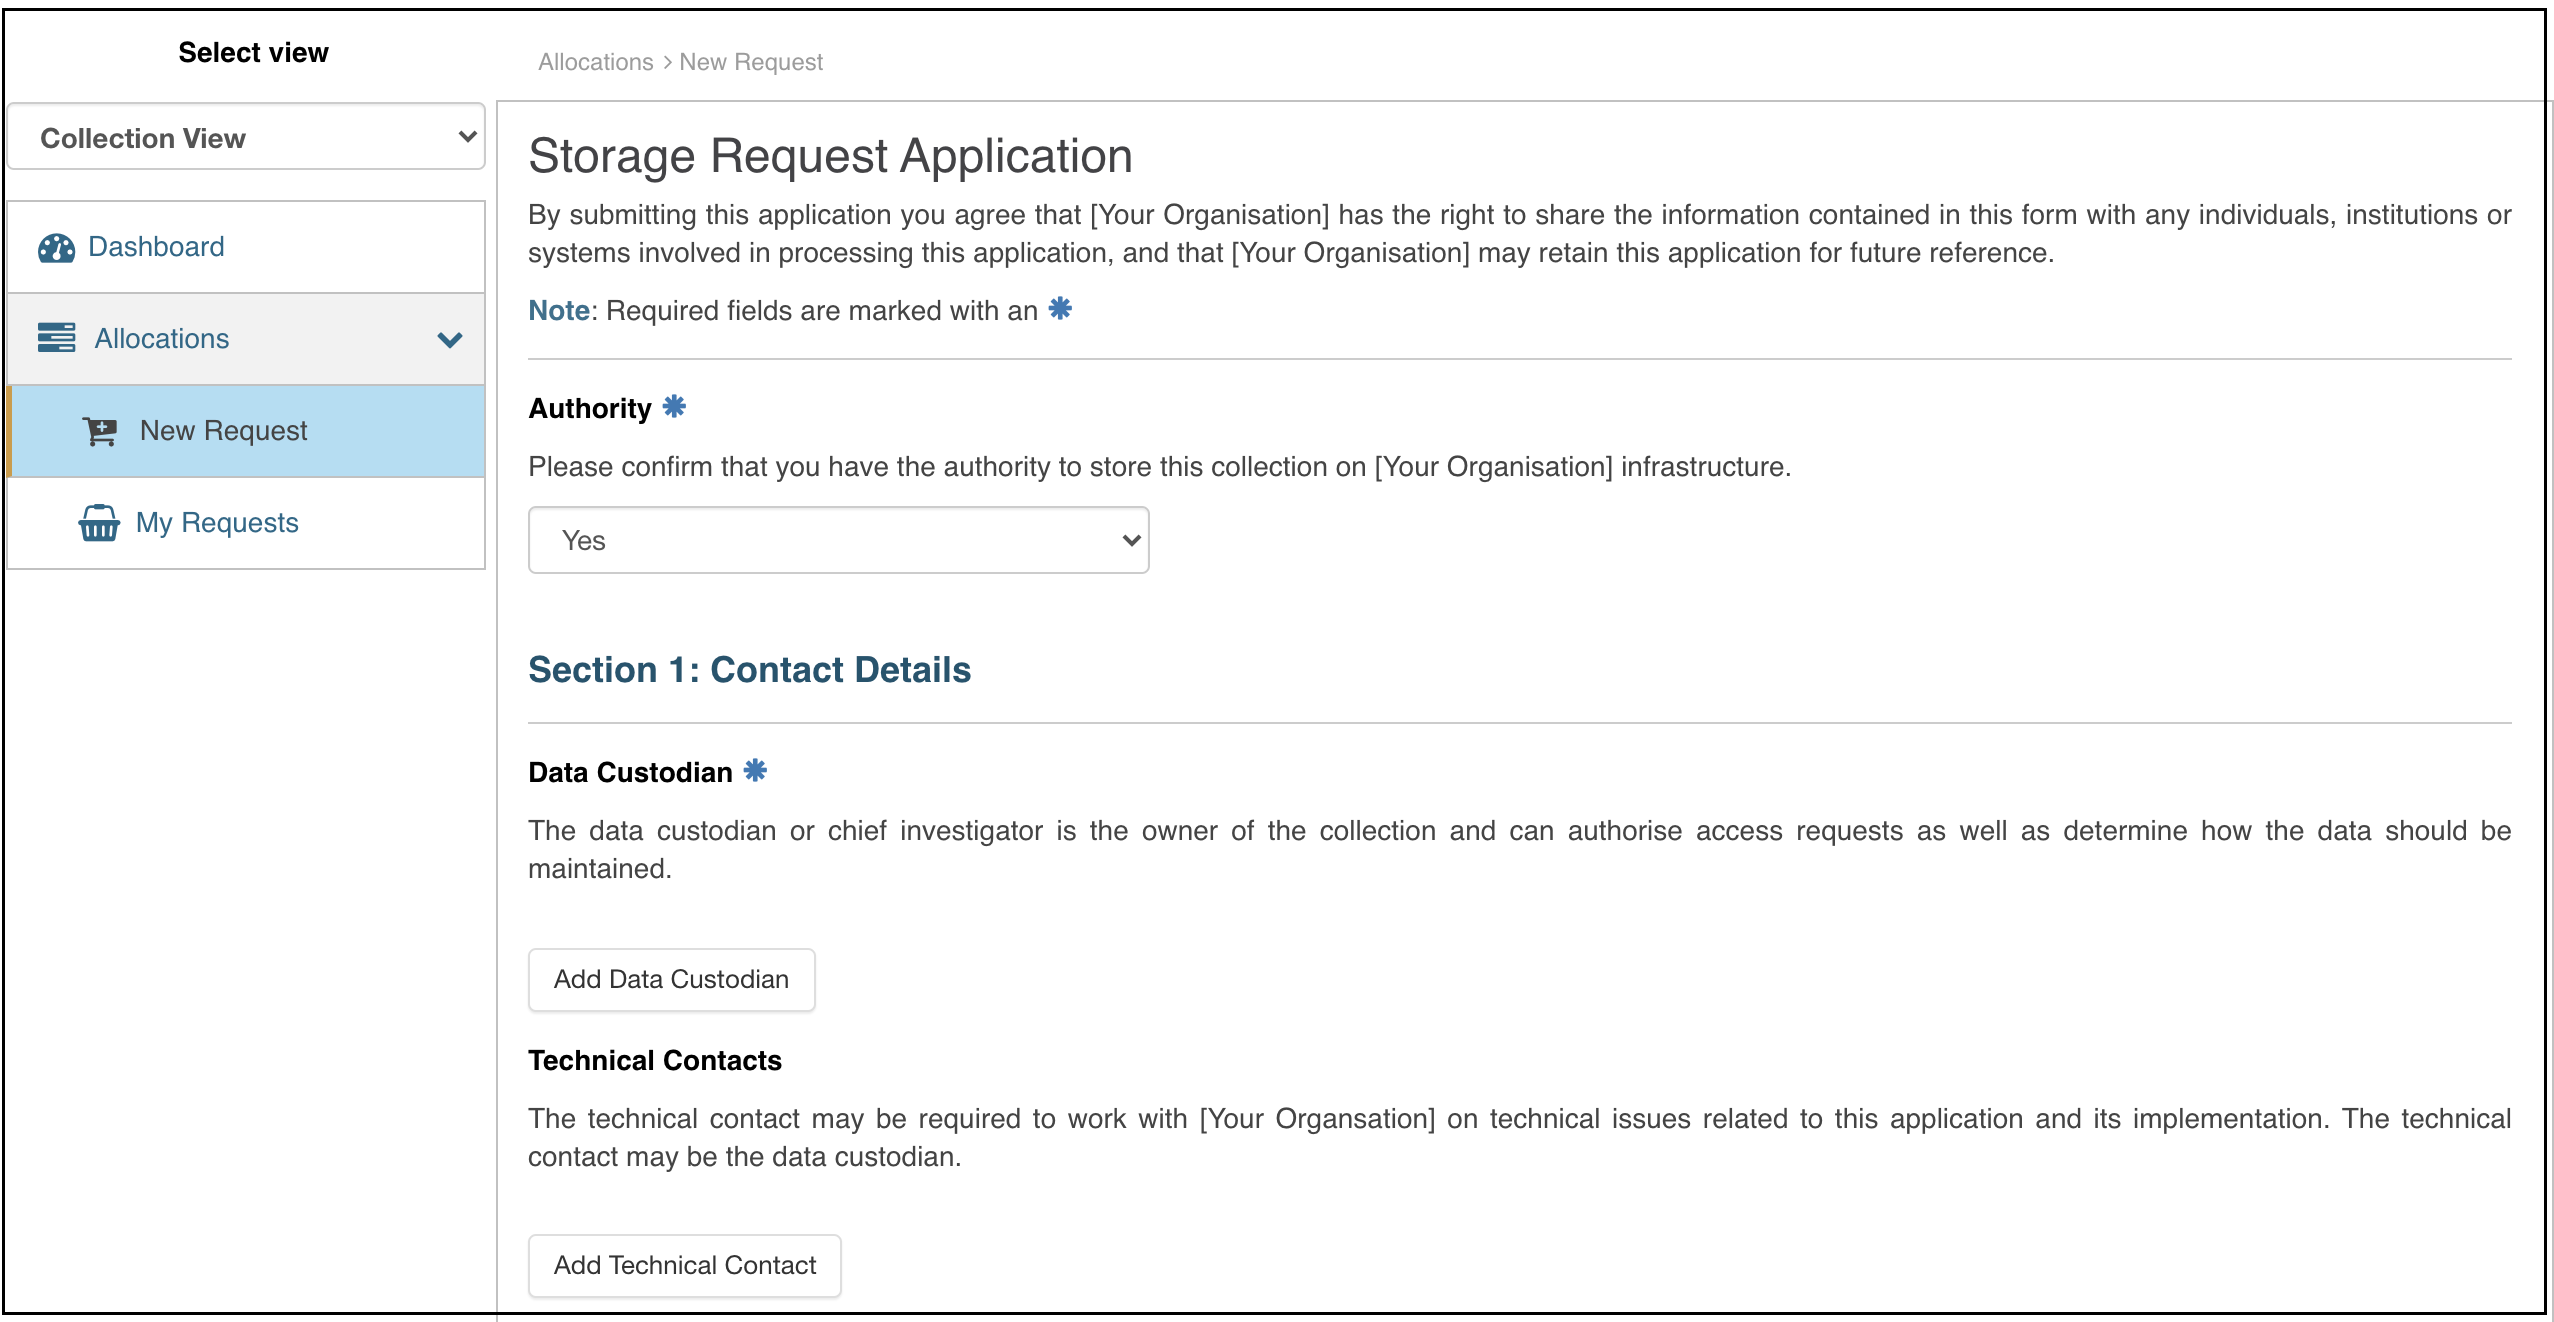 Select view
Collection View
Dashboard
Allocations
New Request
My Requests
Allocations > New Request
Storage Request Application
By submitting this application you agree that [Your Organisation] has the right to share the information contained in this form with any individuals, institutions or
systems involved in processing this application, and that [Your Organisation] may retain this application for future reference.
Note: Required fields are marked with an *
Authority *
Please confirm that you have the authority to store this collection on [Your Organisation] infrastructure.
Yes
Section 1: Contact Details
Data Custodian *
The data custodian or chief investigator is the owner of the collection and can authorise access requests as well as determine how the data should be
maintained.
Add Data Custodian
Technical Contacts
The technical contact may be required to work with [Your Organsation] on technical issues related to this application and its implementation. The technical
contact may be the data custodian.
Add Technical Contact